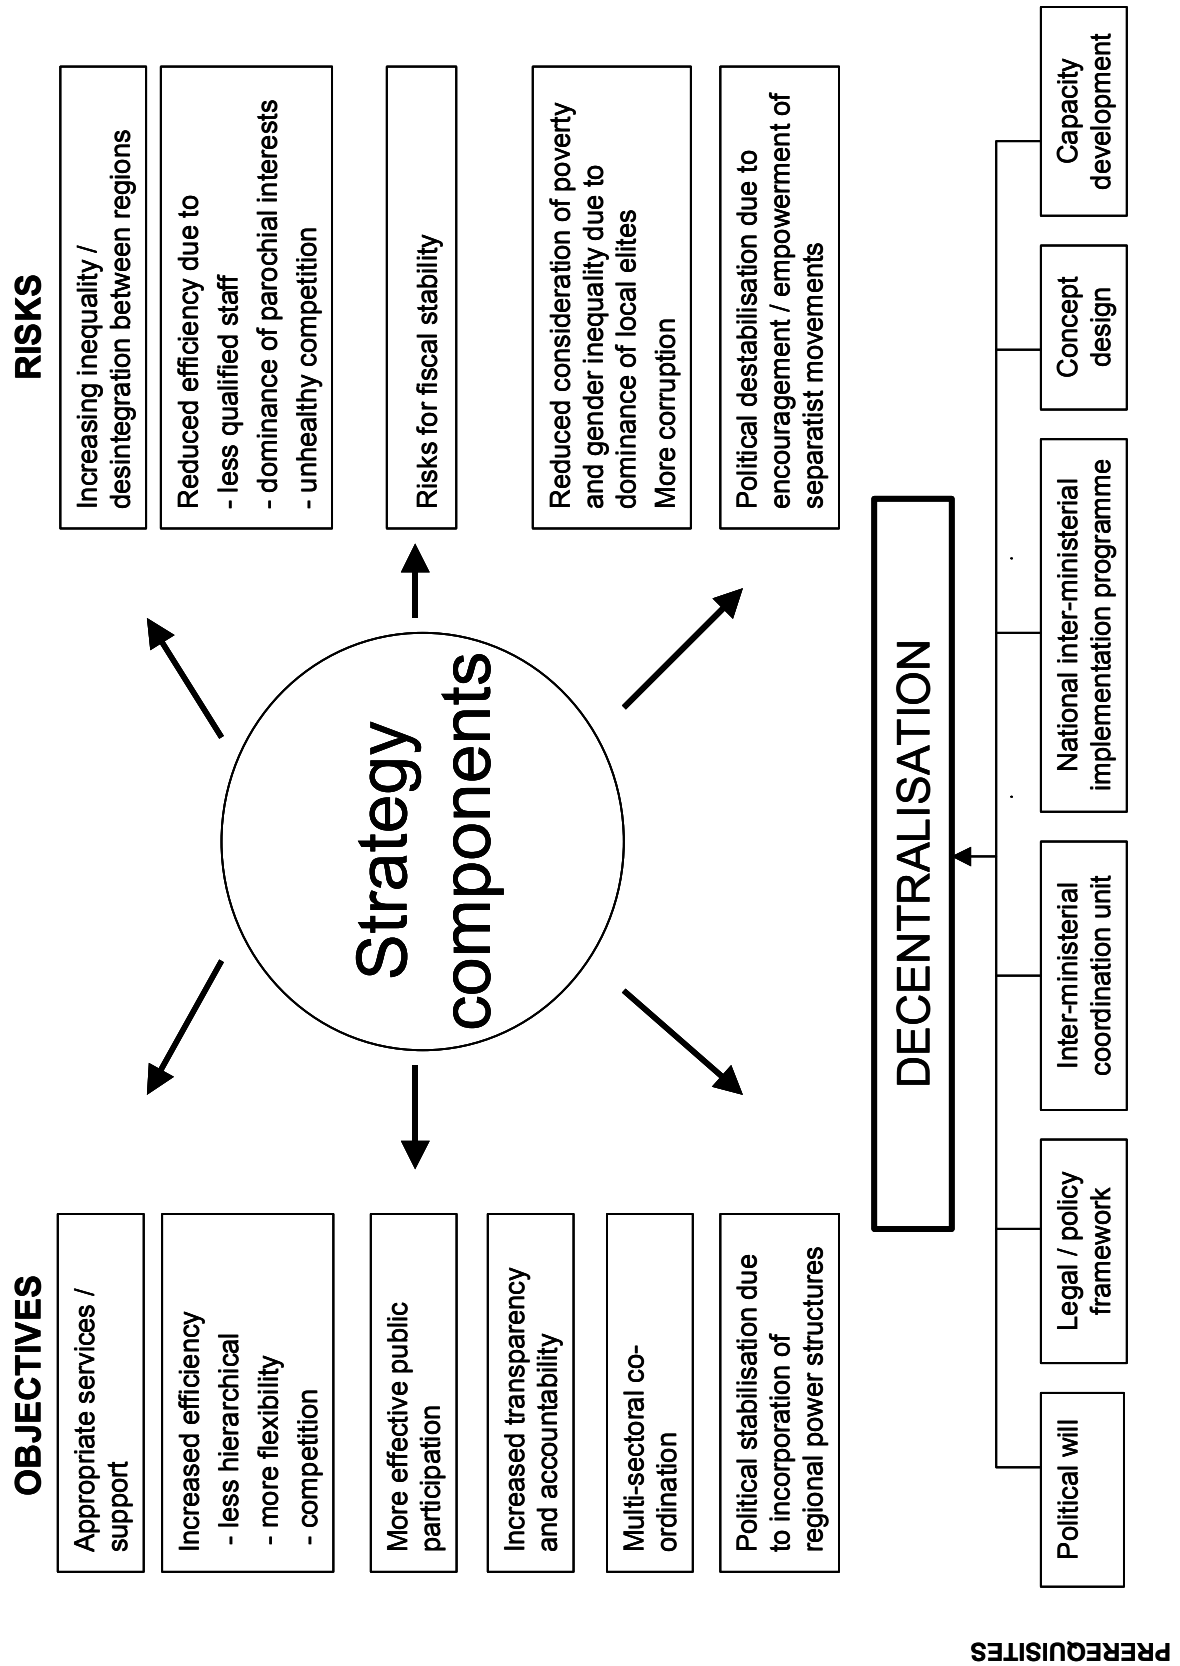 OBJECTIVES
Appropriate services /
support
Increased efficiency
- less hierarchical
- more flexibility
- competition
More effective public
participation
Increased transparency
and accountability
Multi-sectoral co-
ordination
Political stabilisation due
to incorporation of
regional power structures
Strategy
components
RISKS
Increasing inequality /
desintegration between regions
Reduced efficiency due to
- less qualified staff
- dominance of parochial interests
- unhealthy competition
Risks for fiscal stability
Reduced consideration of poverty
and gender inequality due to
dominance of local elites
More corruption
Political destabilisation due to
encouragement / empowerment of
separatist movements
DECENTRALISATION
PREREQUISITES
Political will
Legal / policy
framework
Inter-ministerial
coordination unit
National inter-ministerial
implementation programme
Concept
design
Capacity
development